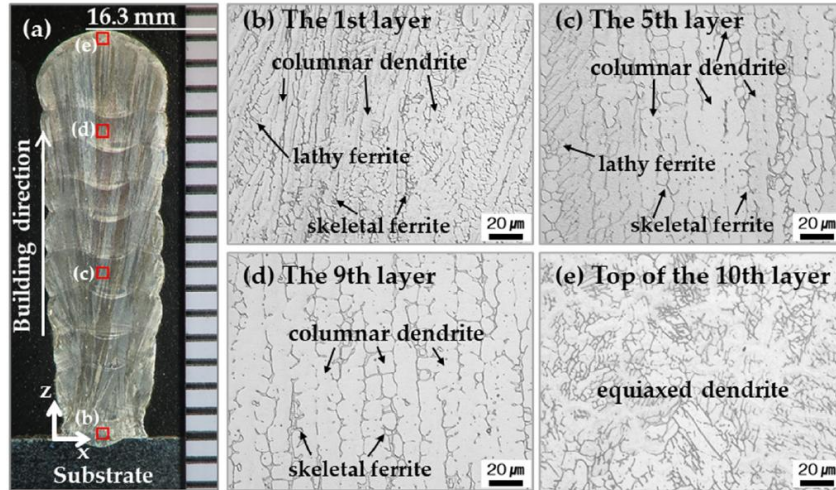 (a)
16.3 mm
(e)
(d)
(c)
(b)
Building direction
Z
X
Substrate
(b) The 1st layer
columnar dendrite
lathy ferrite
skeletal ferrite
20 μm
(c) The 5th layer
columnar dendrite
lathy ferrite
skeletal ferrite
20 μm
(d) The 9th layer
columnar dendrite
skeletal ferrite
20 μm
(e) Top of the 10th layer
equiaxed dendrite
20 μm